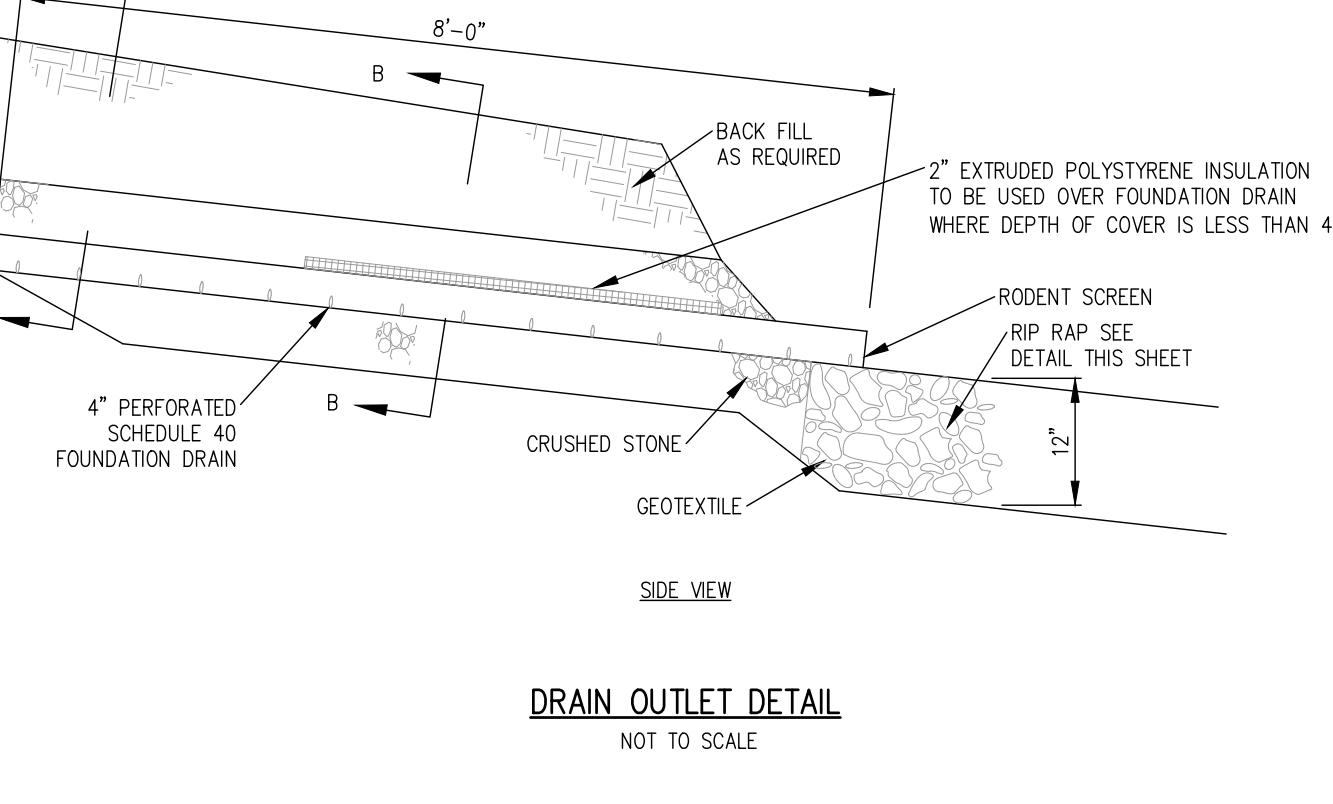 8'-0"
B
BACK FILL
AS REQUIRED
2" EXTRUDED POLYSTYRENE INSULATION
TO BE USED OVER FOUNDATION DRAIN
WHERE DEPTH OF COVER IS LESS THAN 4
RODENT SCREEN
RIP RAP SEE
DETAIL THIS SHEET
4" PERFORATED
SCHEDULE 40
FOUNDATION DRAIN
B
CRUSHED STONE
12"
GEOTEXTILE
SIDE VIEW
DRAIN OUTLET DETAIL
NOT TO SCALE